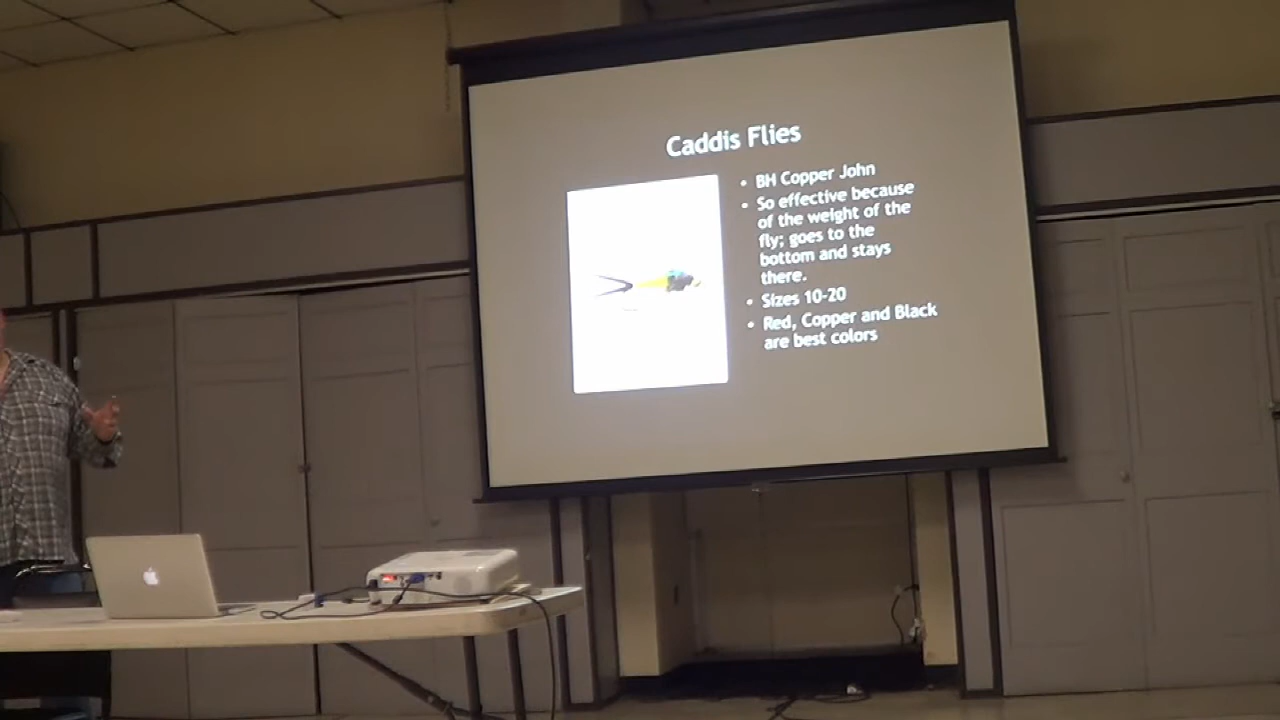 Caddis Flies
• BH Copper John
• So effective because
of the weight of the
fly; goes to the
bottom and stays
there.
• Sizes 10-20
• Red, Copper and Black
are best colors